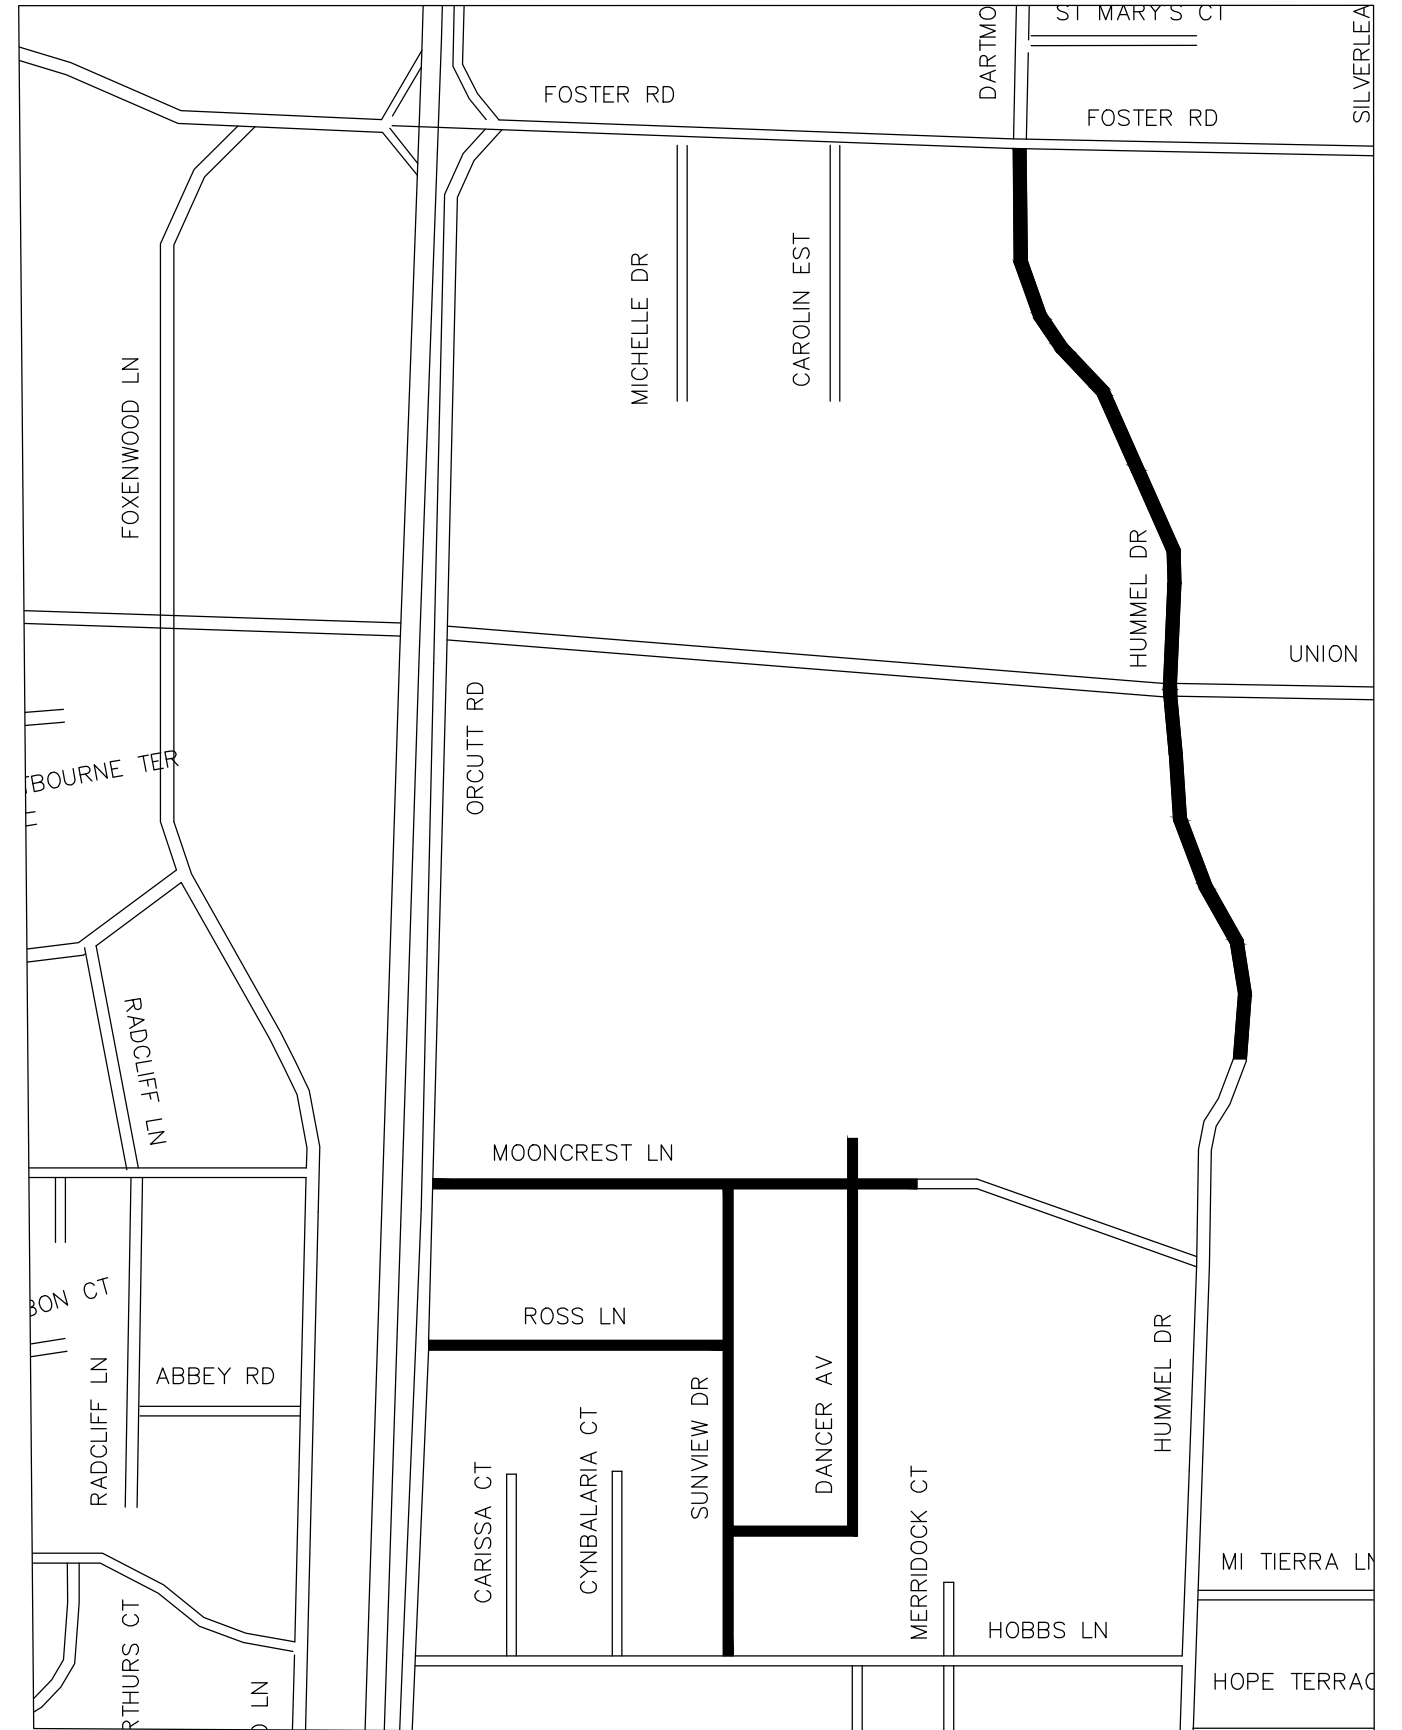 ST MARY'S CT
DARTMO
SILVERLEA
FOSTER RD
FOSTER RD
MICHELLE DR
CAROLIN EST
FOXENWOOD LN
HUMMEL DR
UNION
ORCUTT RD
TBOURNE TER
RADCLIFF LN
MOONCREST LN
BON CT
ROSS LN
HUMMEL DR
RADCLIFF LN
ABBEY RD
SUNVIEW DR
DANCER AV
CARISSA CT
CYNBALARIA CT
MERRIDOCK CT
MI TIERRA LN
RTHURS CT
HOBBS LN
LN
HOPE TERRAC